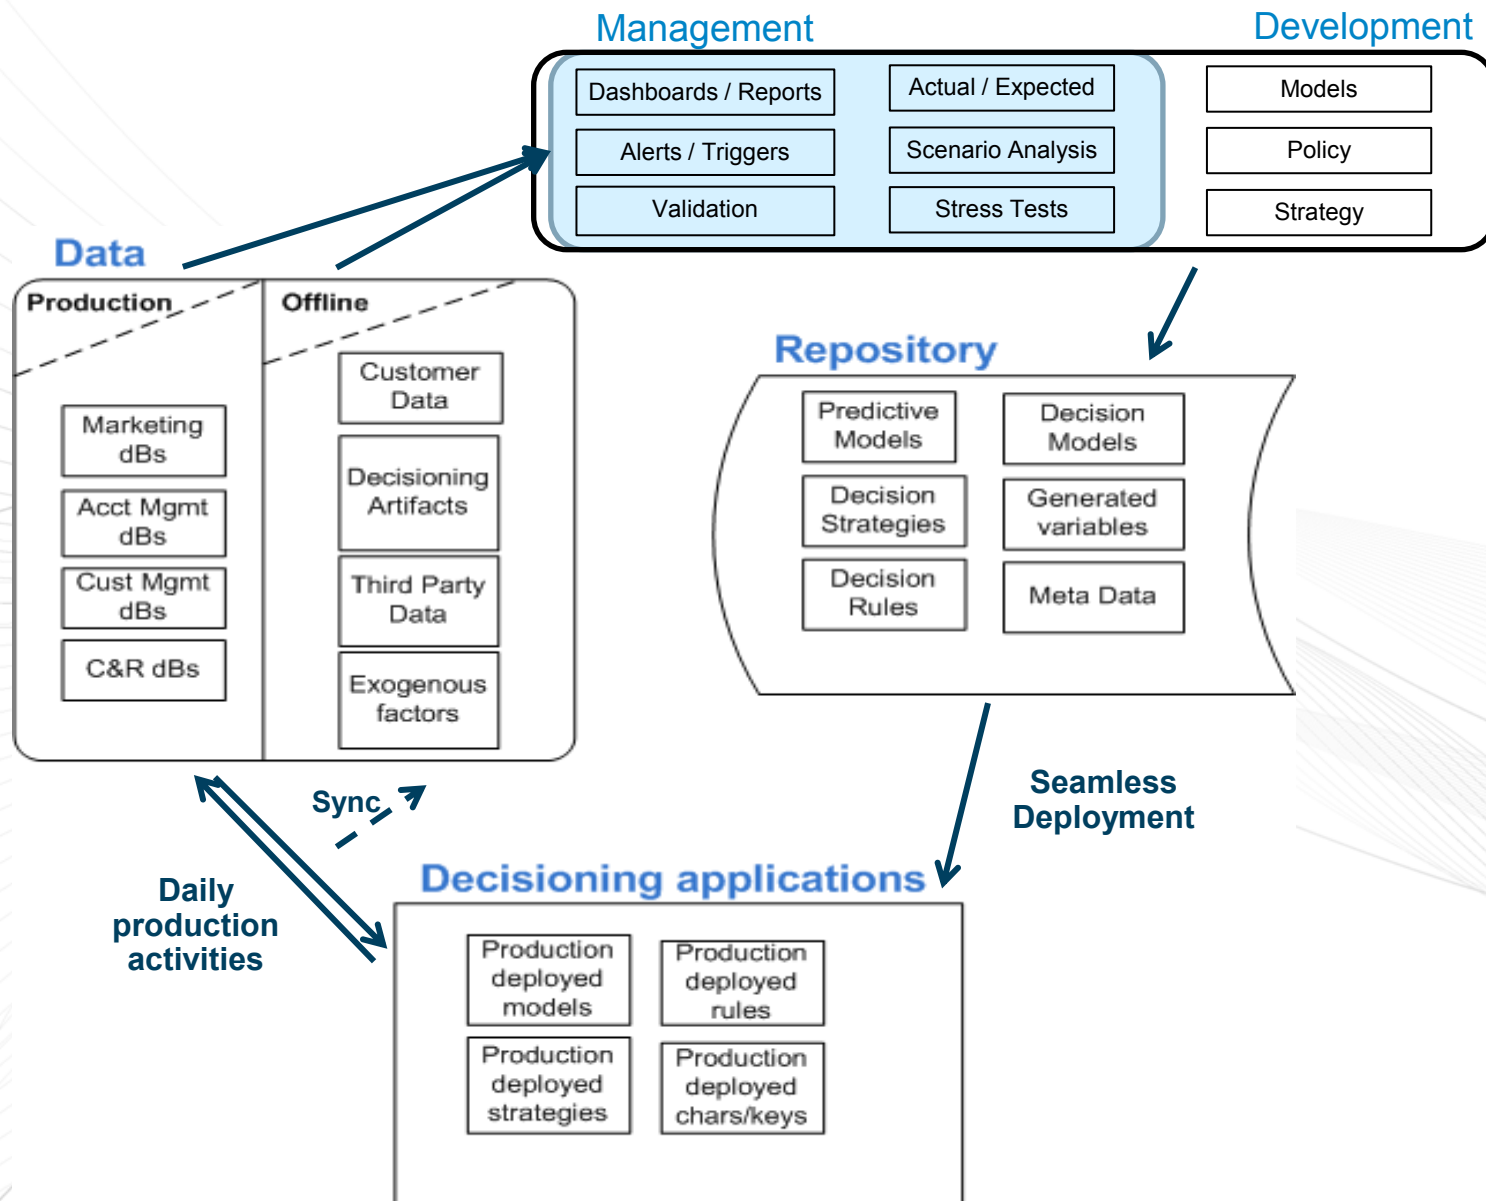 Management
Development
Dashboards / Reports
Actual / Expected
Models
Alerts / Triggers
Scenario Analysis
Policy
Validation
Stress Tests
Strategy
Data
Production
Offline
Customer
Data
Marketing
dBs
Decisioning
Artifacts
Acct Mgmt
dBs
Third Party
Data
Cust Mgmt
dBs
C&R dBs
Exogenous
factors
Repository
Predictive
Models
Decision
Models
Decision
Strategies
Generated
variables
Decision
Rules
Meta Data
Sync
Seamless
Deployment
Daily
production
activities
Decisioning applications
Production
deployed
models
Production
deployed
rules
Production
deployed
strategies
Production
deployed
chars/keys